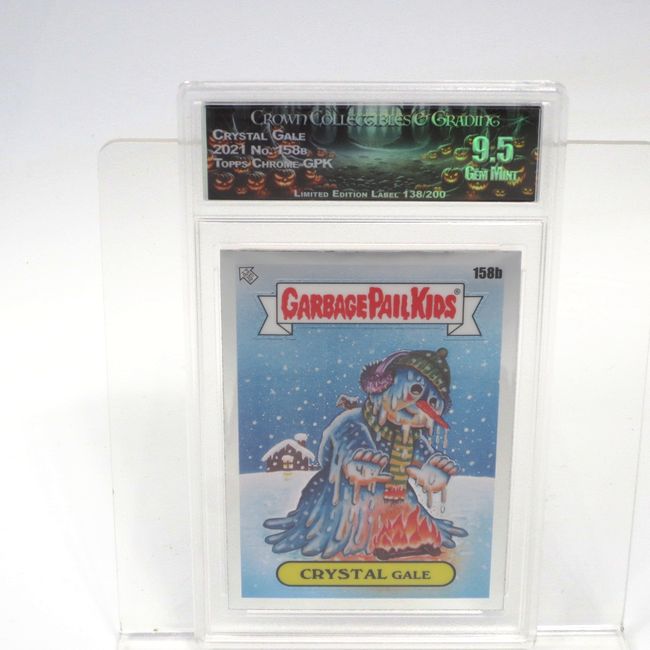 Crown Collectibles & Grading
Crystal Gale
2021 No. 158b
Topps Chrome GPK
9.5
Gem Mint
Limited Edition Label 138/200
158b
GARBAGE PAIL KIDS®
CRYSTAL GALE